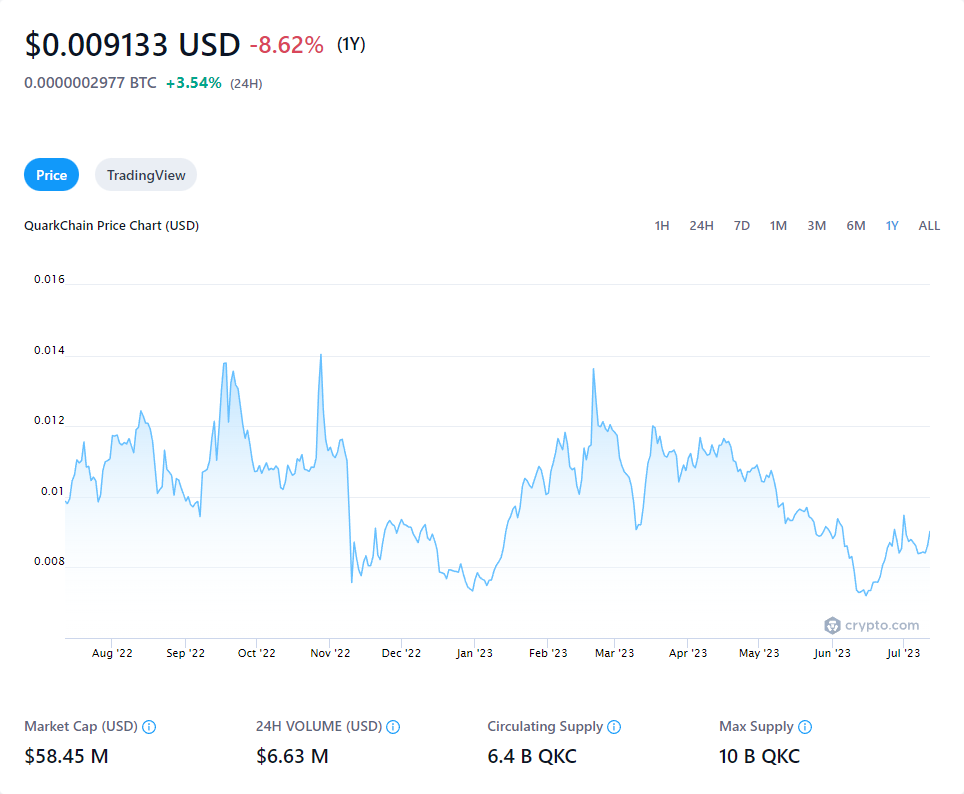 $0.009133 USD -8.62% (1Y)
0.0000002977 BTC +3.54% (24H)
Price TradingView
QuarkChain Price Chart (USD) 1H 24H 7D 1M 3M 6M 1Y ALL
0.016
0.014
0.012
0.01
0.008
crypto.com
Aug '22 Sep '22 Oct '22 Nov '22 Dec '22 Jan '23 Feb '23 Mar '23 Apr '23 May '23 Jun '23 Jul '23
Market Cap (USD) 24H VOLUME (USD) Circulating Supply Max Supply
$58.45 M $6.63 M 6.4 B QKC 10 B QKC